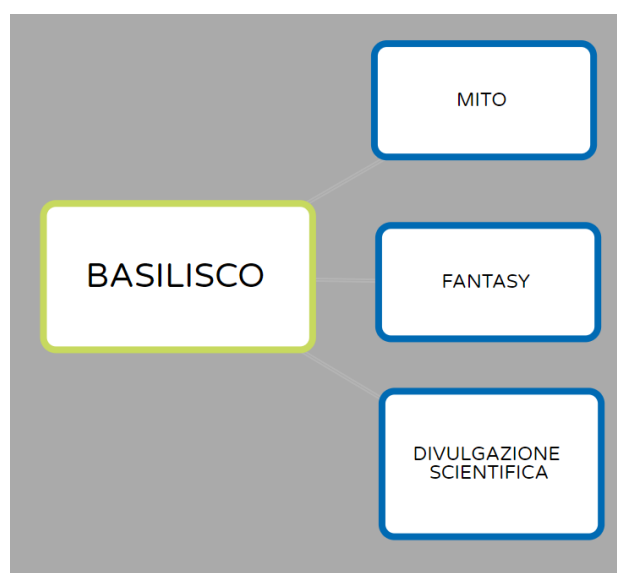 MITO
BASILISCO
FANTASY
DIVULGAZIONE
SCIENTIFICA